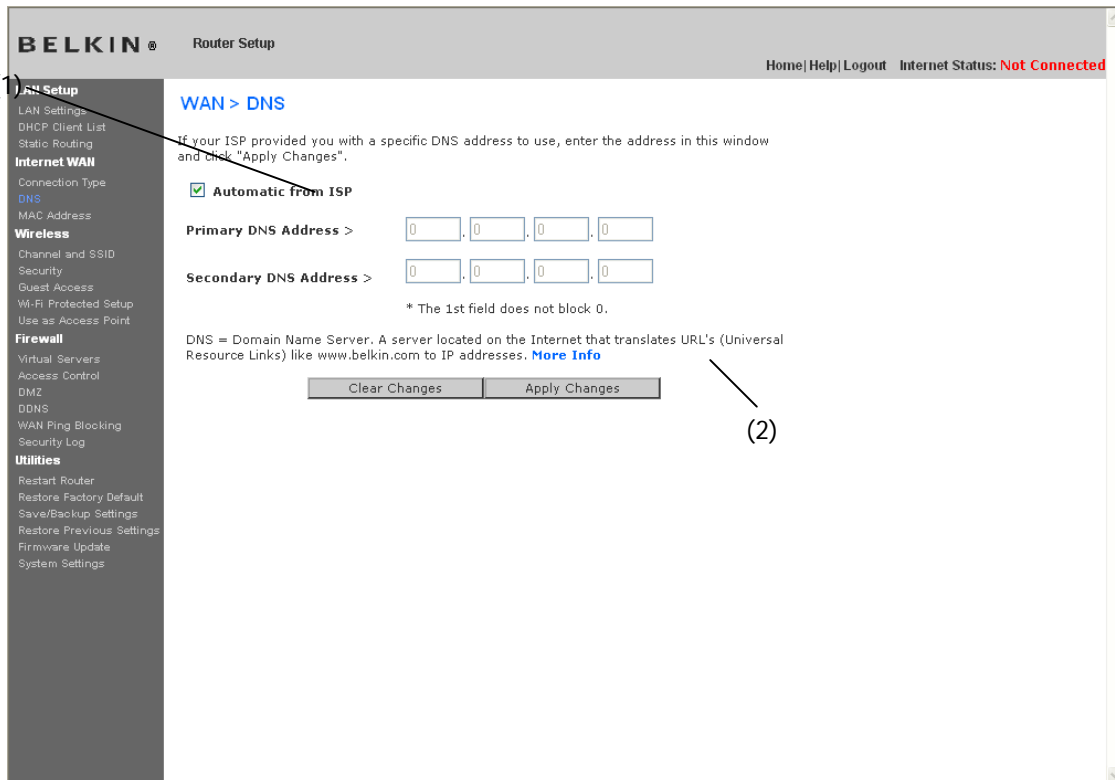 BELKIN ®
Router Setup
Home| Help| Logout Internet Status: Not Connected
1)
LAN Setup
LAN Settings
DHCP Client List
Static Routing
Internet WAN
Connection Type
DNS
MAC Address
Wireless
Channel and SSID
Security
Guest Access
Wi-Fi Protected Setup
Use as Access Point
Firewall
Virtual Servers
Access Control
DMZ
DDNS
WAN Ping Blocking
Security Log
Utilities
Restart Router
Restore Factory Default
Save/Backup Settings
Restore Previous Settings
Firmware Update
System Settings
WAN > DNS
If your ISP provided you with a specific DNS address to use, enter the address in this window
and click "Apply Changes".
Automatic from ISP
Primary DNS Address > 0 . 0 . 0 . 0
Secondary DNS Address > 0 . 0 . 0 . 0
* The 1st field does not block 0.
DNS = Domain Name Server. A server located on the Internet that translates URL's (Universal
Resource Links) like www.belkin.com to IP addresses. More Info
Clear Changes Apply Changes
(2)